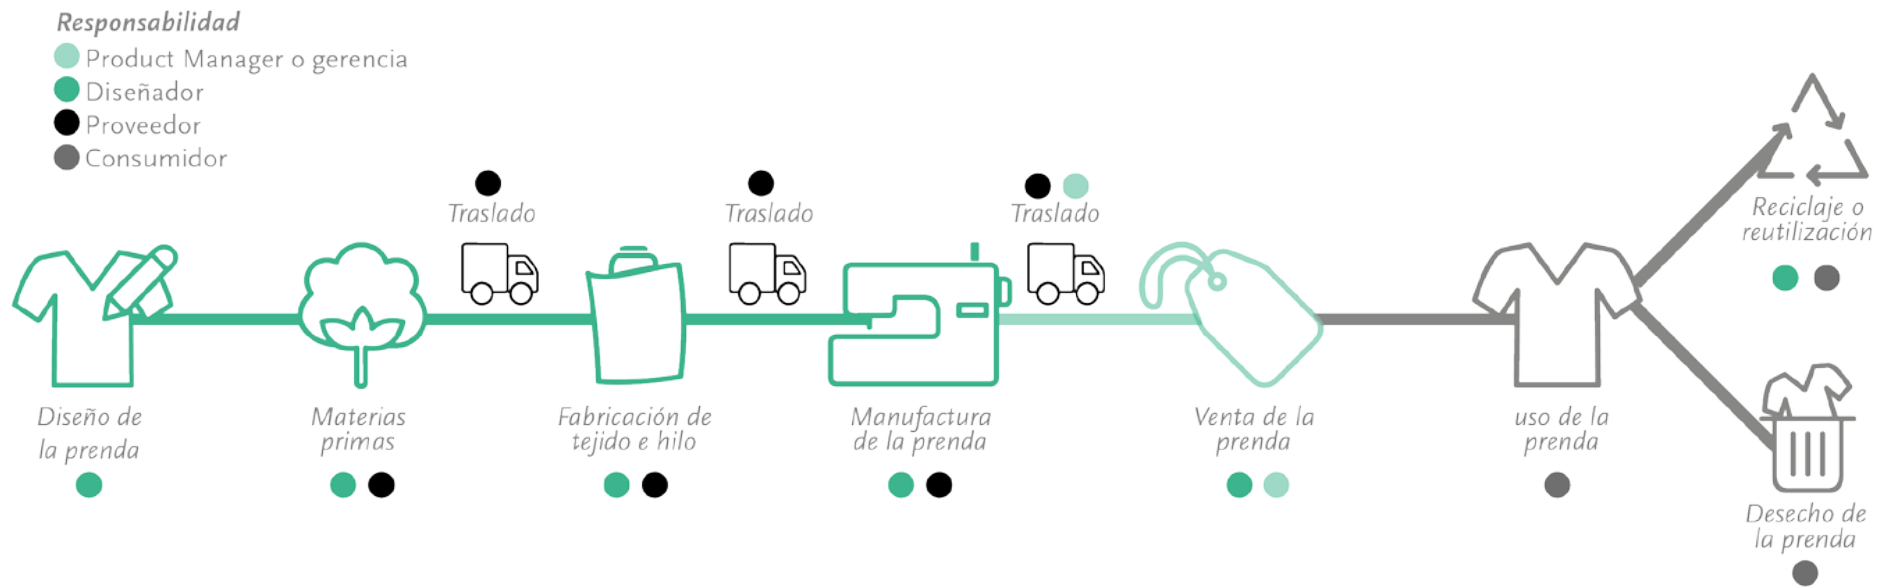 Responsabilidad
Product Manager o gerencia
Diseñador
Proveedor
Consumidor
Traslado
Traslado
Traslado
Reciclaje o
reutilización
Diseño de
la prenda
Materias
primas
Fabricación de
tejido e hilo
Manufactura
de la prenda
Venta de la
prenda
uso de la
prenda
Desecho de
la prenda